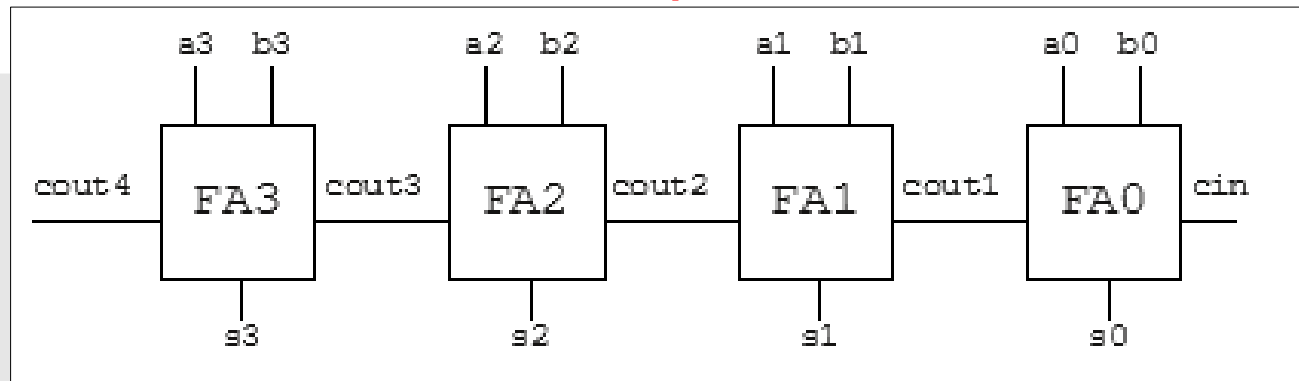 a3 b3 a2 b2 a1 b1 a0 b0
cout4 FA3 cout3 FA2 cout2 FA1 cout1 FA0 cin
s3 s2 s1 s0